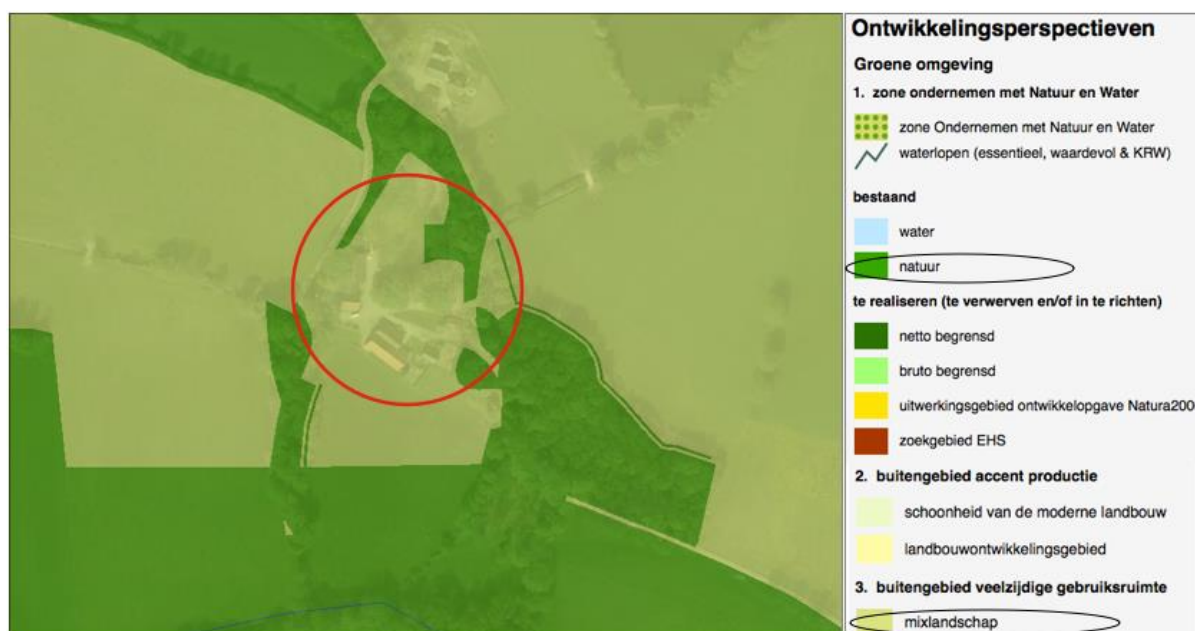 Ontwikkelingsperspectieven
Groene omgeving
1. zone ondernemen met Natuur en Water
zone Ondernemen met Natuur en Water
waterlopen (essentieel, waardevol & KRW)
bestaand
water
natuur
te realiseren (te verwerven en/of in te richten)
netto begrensd
bruto begrensd
uitwerkingsgebied ontwikkelopgave Natura200
zoekgebied EHS
2. buitengebied accent productie
schoonheid van de moderne landbouw
landbouwontwikkelingsgebied
3. buitengebied veelzijdige gebruiksruimte
mixlandschap